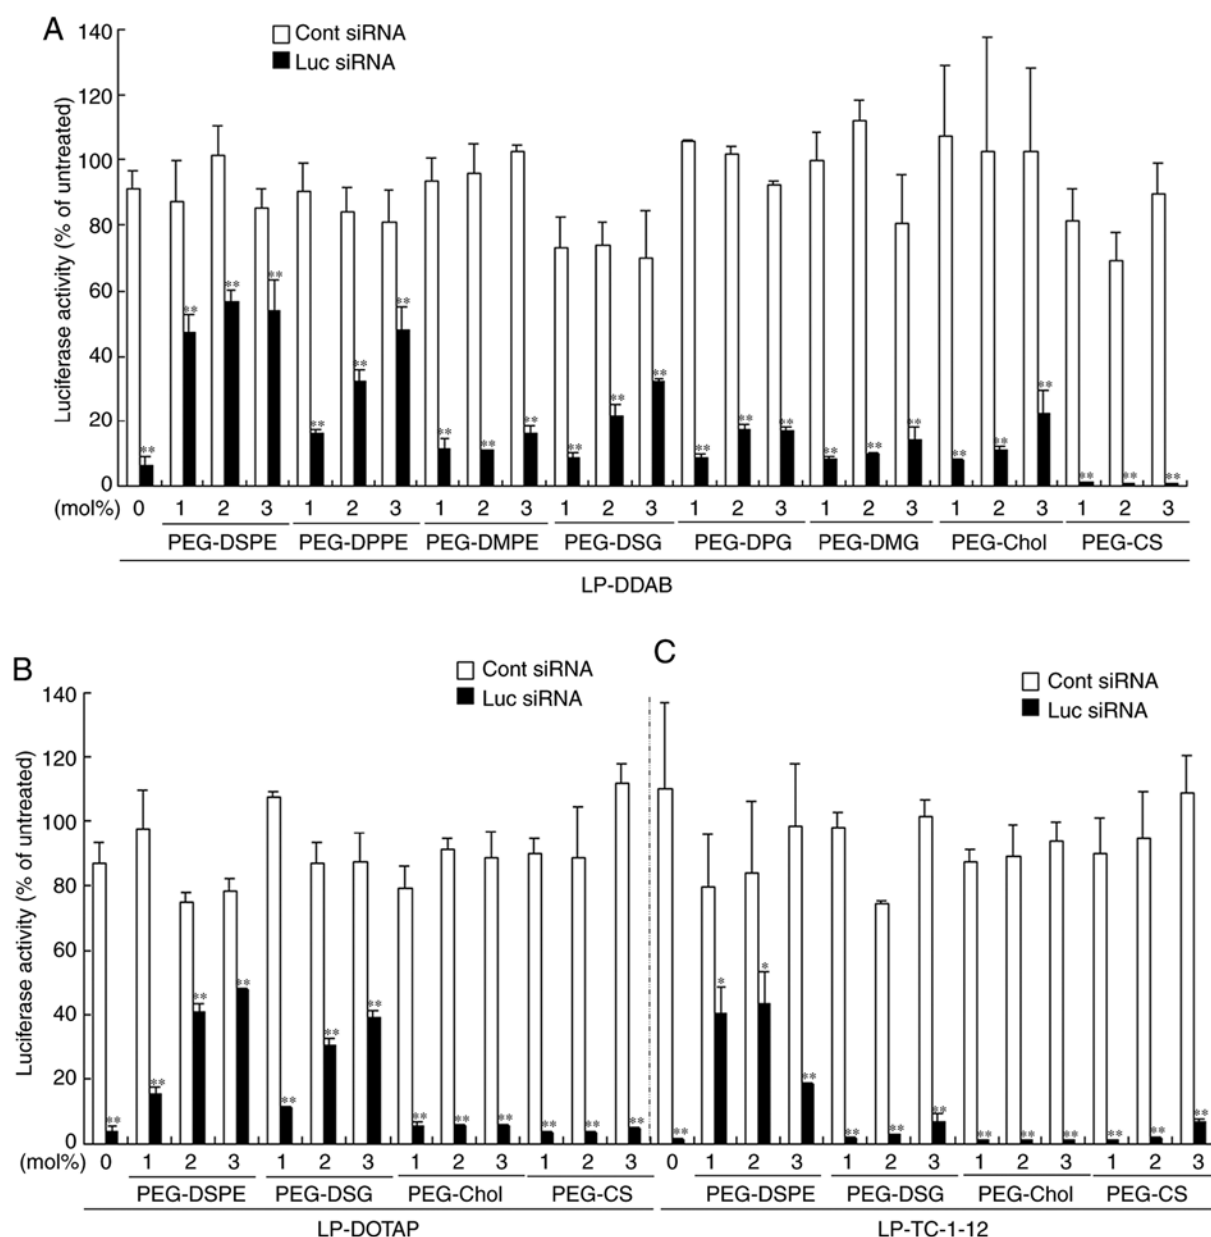 A
Cont siRNA
Luc siRNA
Luciferase activity (% of untreated)
140
120
100
80
60
40
20
0
** ** ** ** ** ** ** ** ** ** ** ** ** ** ** ** ** ** ** ** ** ** ** ** **
(mol%) 0 1 2 3 1 2 3 1 2 3 1 2 3 1 2 3 1 2 3 1 2 3 1 2 3
PEG-DSPE PEG-DPPE PEG-DMPE PEG-DSG PEG-DPG PEG-DMG PEG-Chol PEG-CS
LP-DDAB
B
Cont siRNA
Luc siRNA
Luciferase activity (% of untreated)
140
120
100
80
60
40
20
0
** ** ** ** ** ** ** ** ** ** ** ** **
(mol%) 0 1 2 3 1 2 3 1 2 3 1 2 3
PEG-DSPE PEG-DSG PEG-Chol PEG-CS
LP-DOTAP
C
Cont siRNA
Luc siRNA
** * * ** ** ** ** ** ** ** ** ** **
0 1 2 3 1 2 3 1 2 3 1 2 3
PEG-DSPE PEG-DSG PEG-Chol PEG-CS
LP-TC-1-12